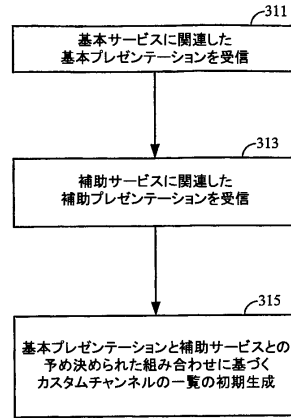 311
基本サービスに関連した
基本プレゼンテーションを受信
313
補助サービスに関連した
補助プレゼンテーションを受信
315
基本プレゼンテーションと補助サービスとの
予め決められた組み合わせに基づく
カスタムチャンネルの一覧の初期生成